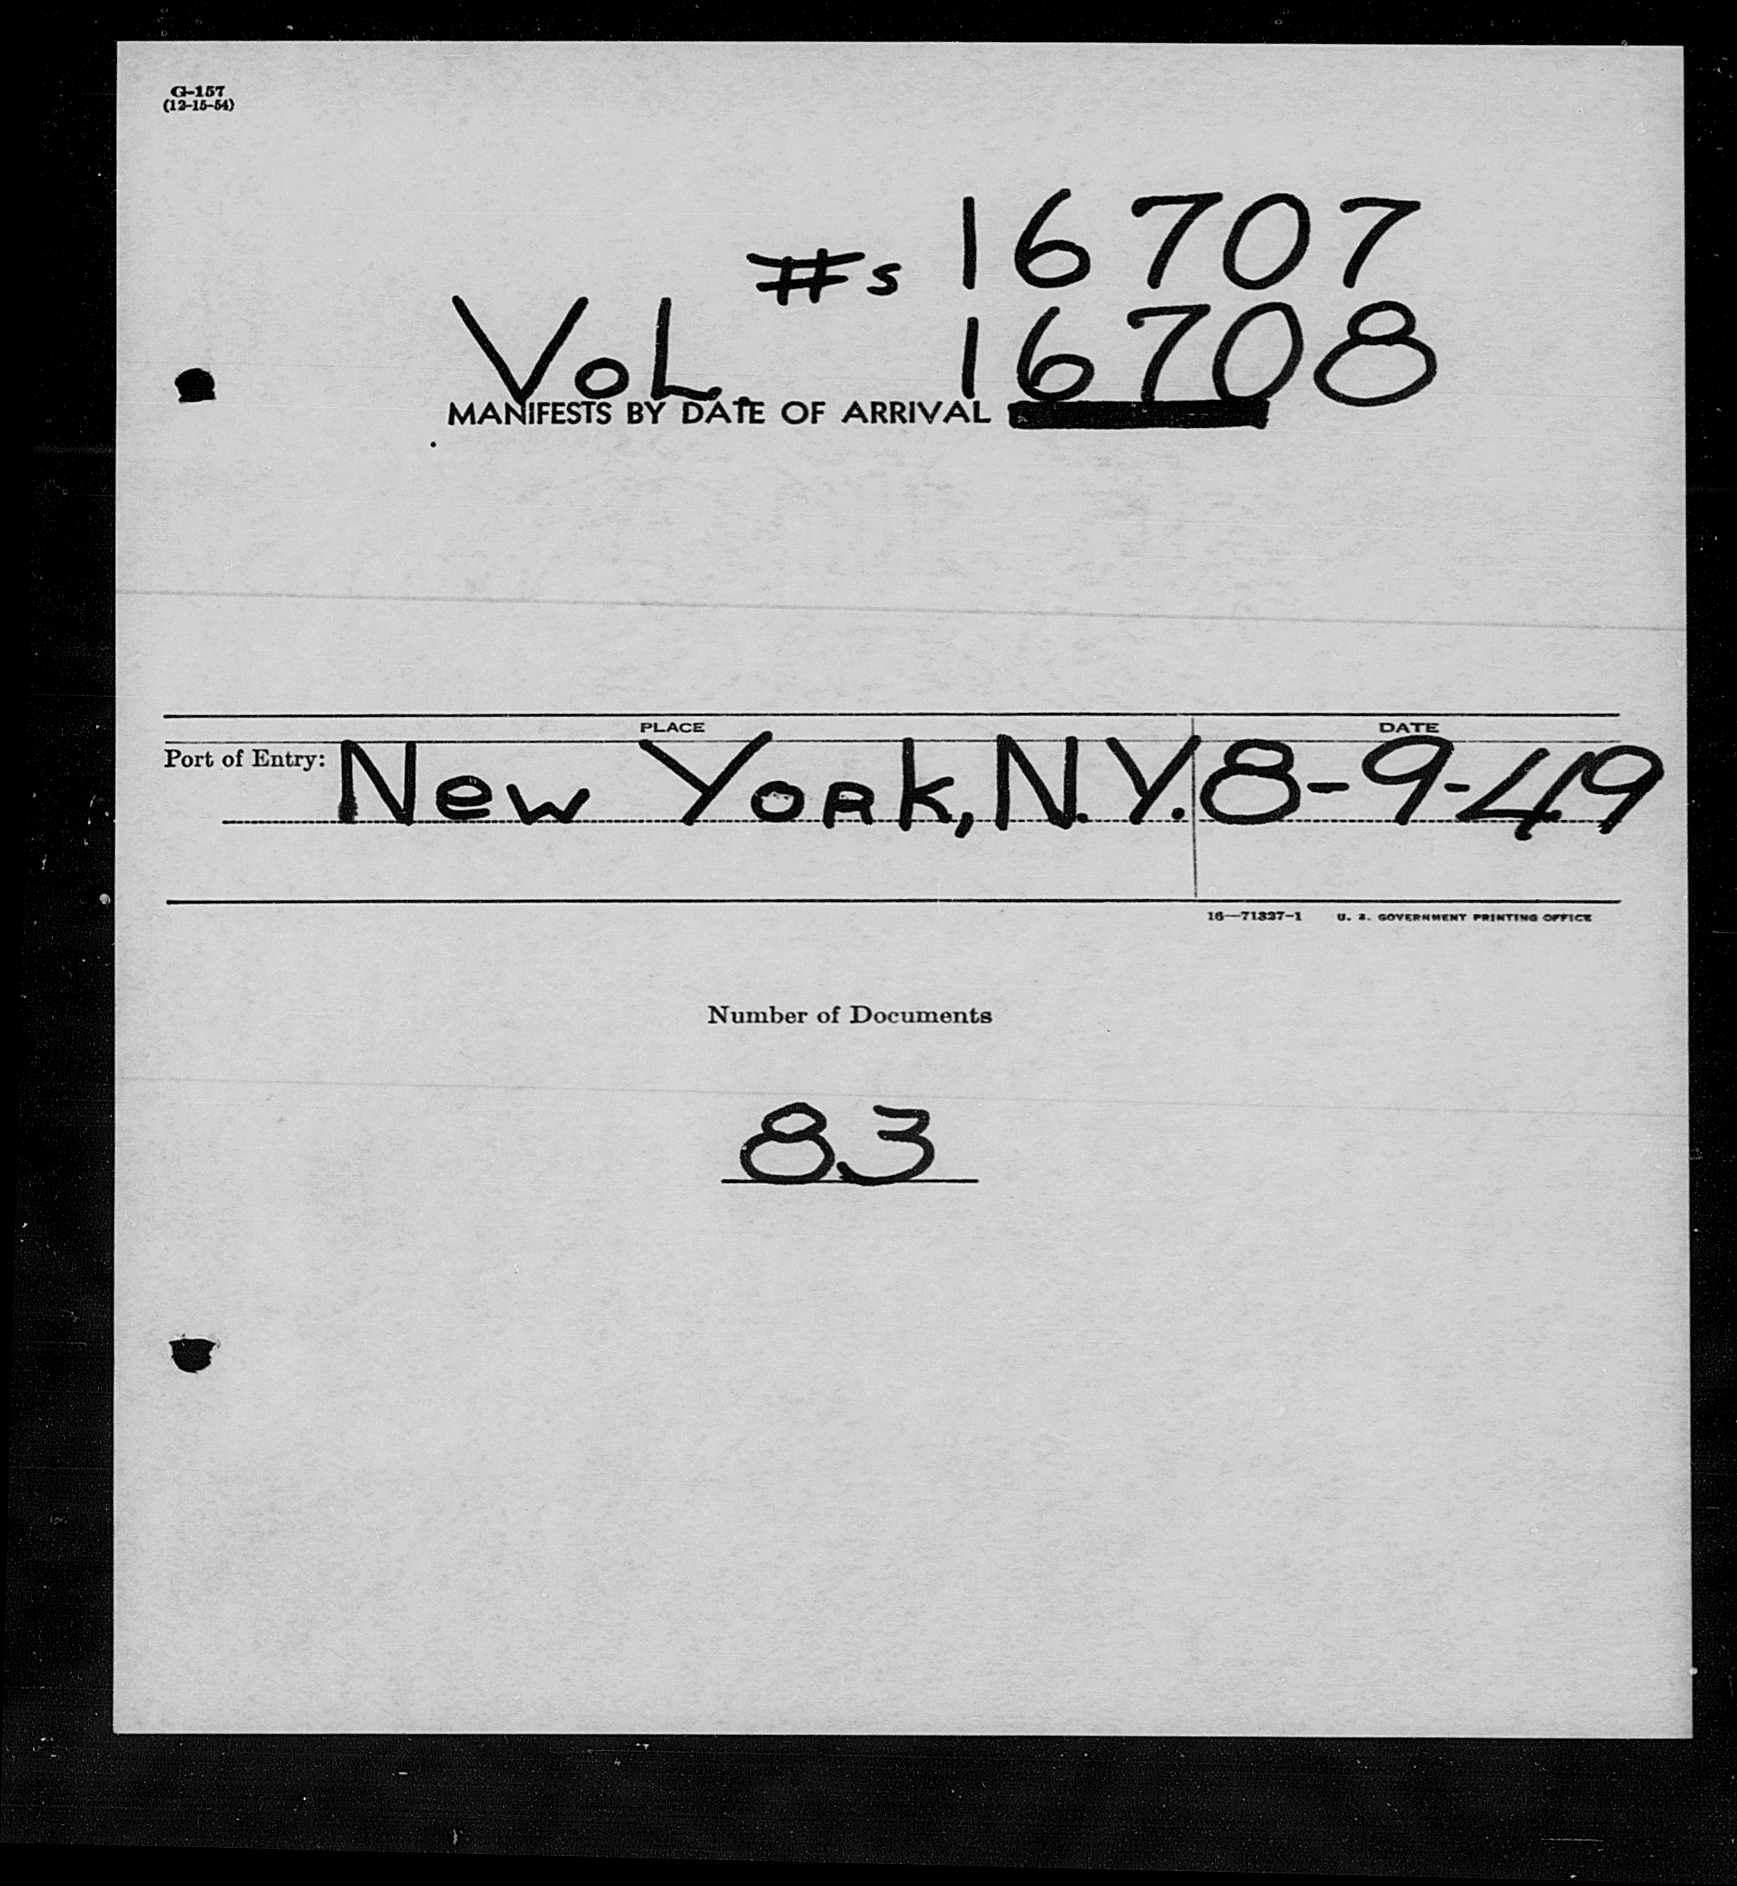 G-157
(12-15-54)
#s 16707
VoL. 16708
MANIFESTS BY DATE OF ARRIVAL
PLACE DATE
Port of Entry: New York, N.Y. 8-9-49
16—71327-1 U. S. GOVERNMENT PRINTING OFFICE
Number of Documents
83